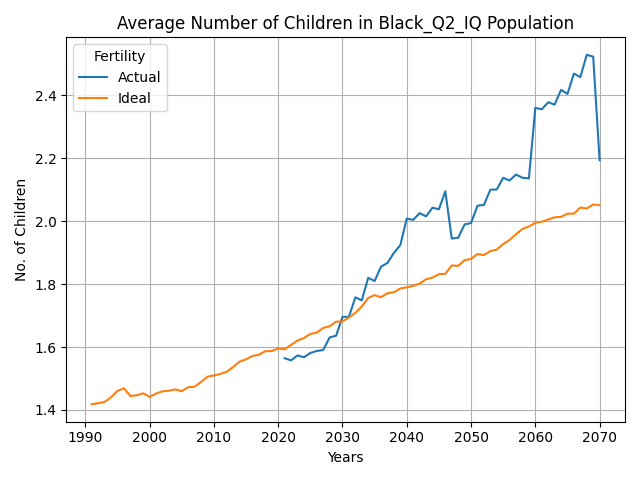 Average Number of Children in Black_Q2_IQ Population
Fertility
Actual
Ideal
No. of Children
2.4
2.2
2.0
1.8
1.6
1.4
1990 2000 2010 2020 2030 2040 2050 2060 2070
Years